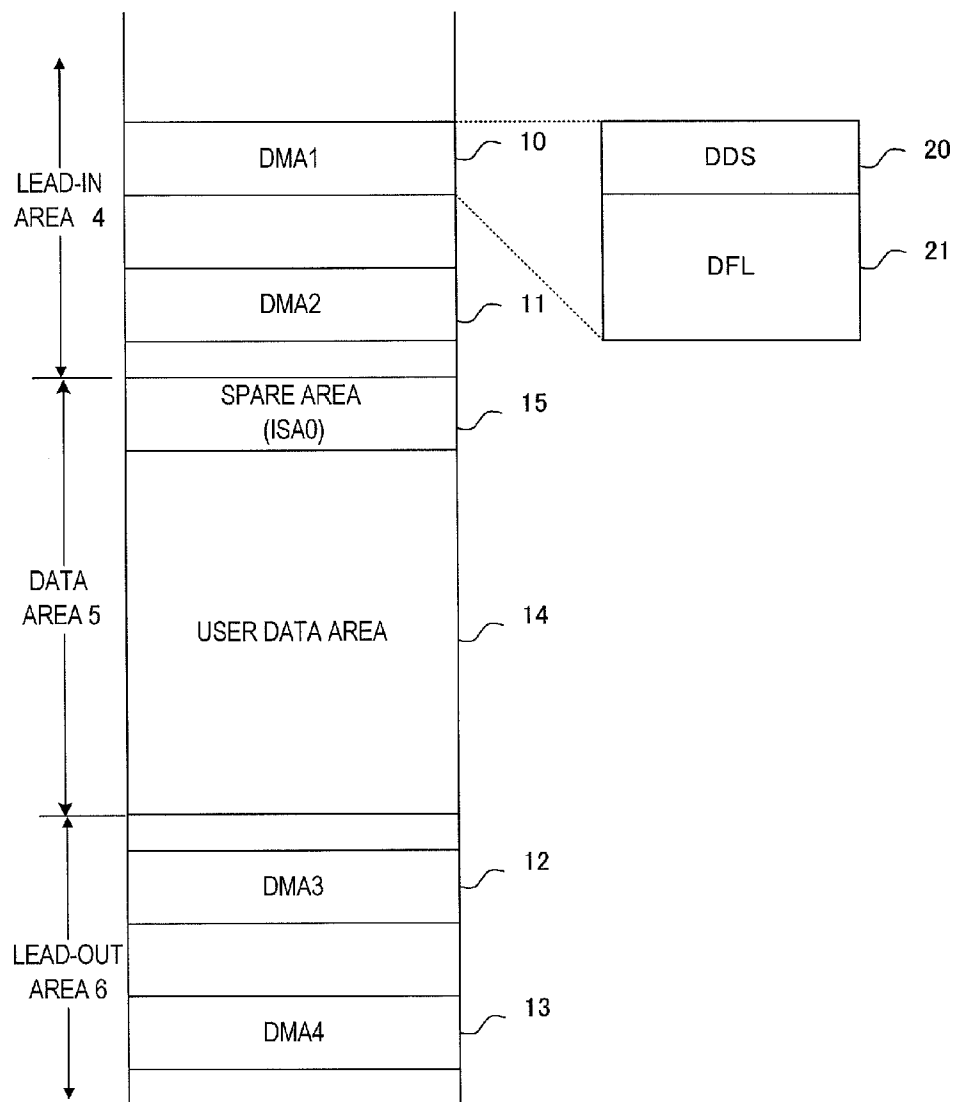 DMA1
10
DDS
20
LEAD-IN
AREA 4
DFL
21
DMA2
11
SPARE AREA
(ISA0)
15
DATA
AREA 5
USER DATA AREA
14
DMA3
12
LEAD-OUT
AREA 6
DMA4
13